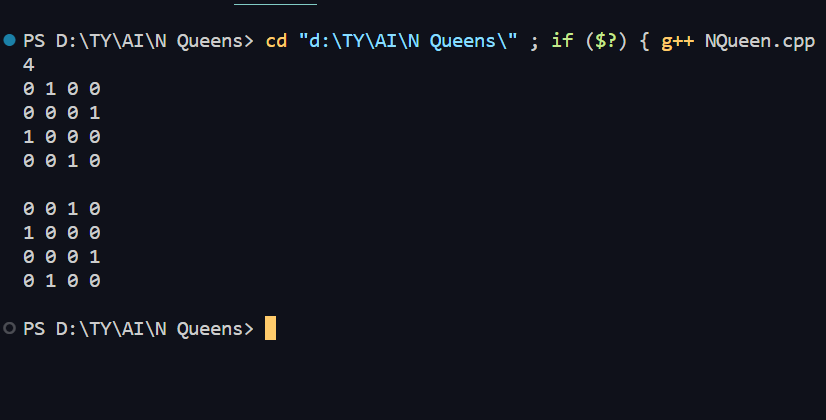 PS D:\TY\AI\N Queens> cd "d:\TY\AI\N Queens\" ; if ($?) { g++ NQueen.cpp
4
0 1 0 0
0 0 0 1
1 0 0 0
0 0 1 0
0 0 1 0
1 0 0 0
0 0 0 1
0 1 0 0
PS D:\TY\AI\N Queens>